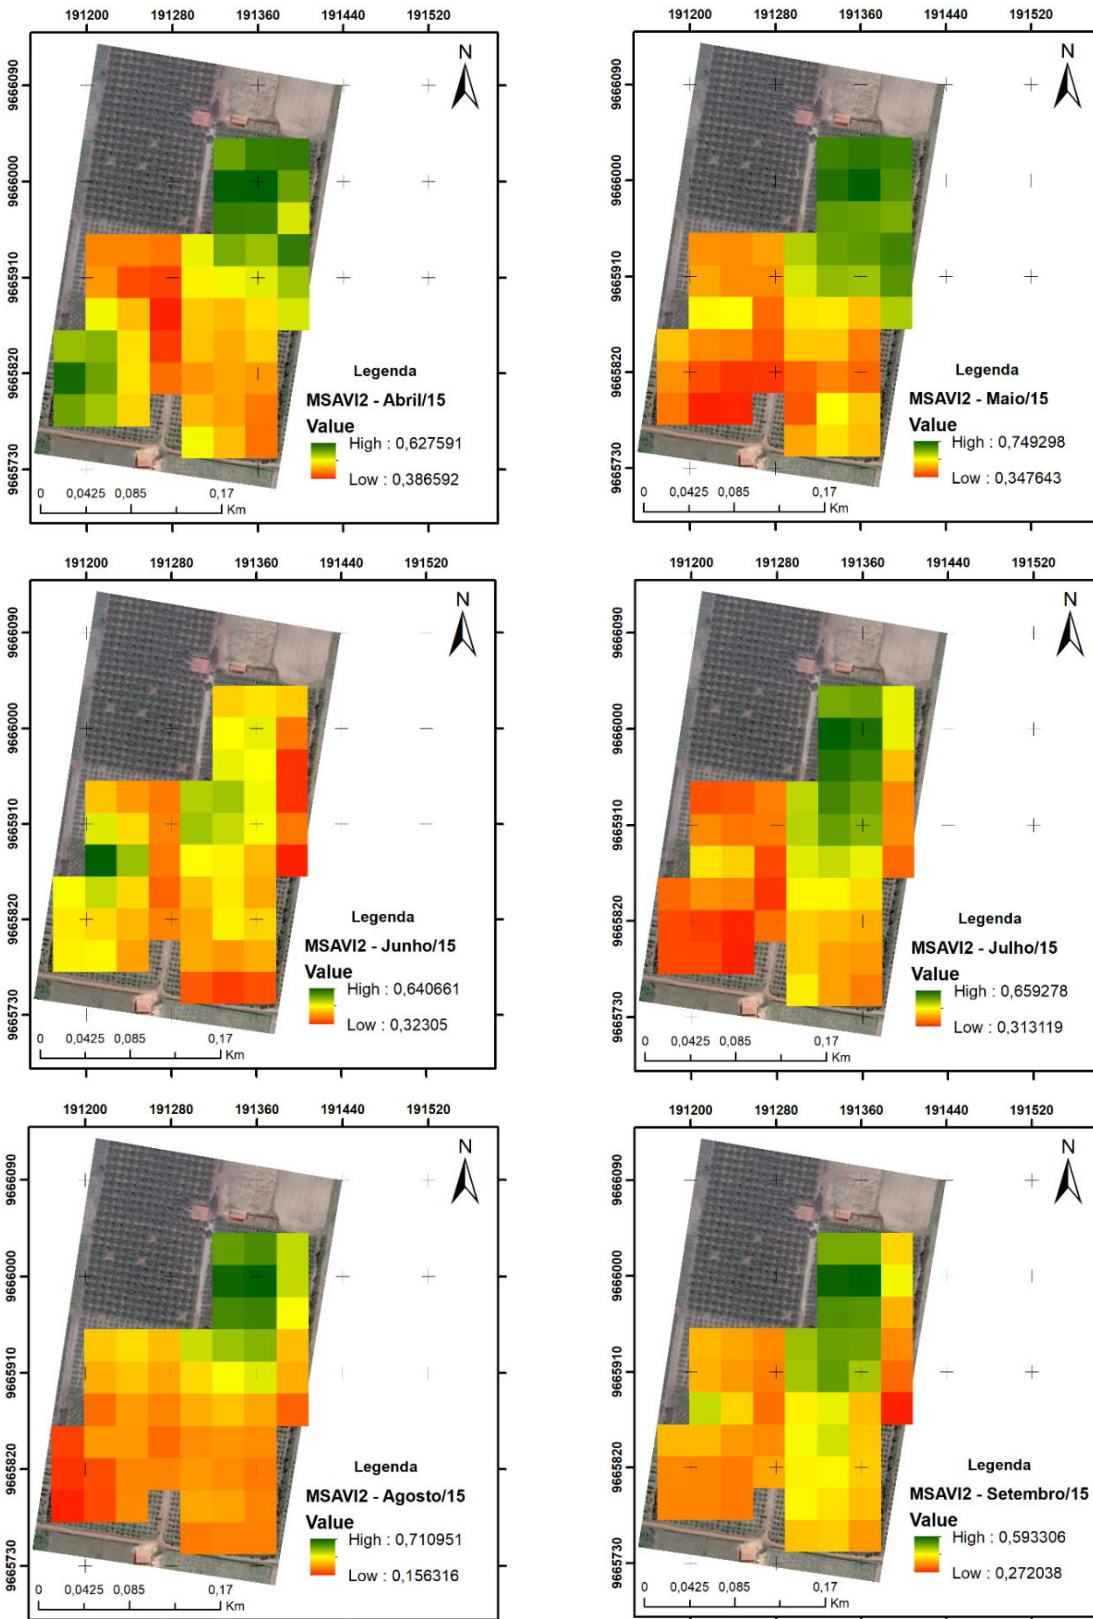 191200 191280 191360 191440 191520
N
9666090
9666000
9665910
9665820
9665730
Legenda
MSAVI2 - Abril/15
Value
High : 0,627591
Low : 0,386592
0 0,0425 0,085 0,17
Km
191200 191280 191360 191440 191520
N
9666090
9666000
9665910
9665820
9665730
Legenda
MSAVI2 - Maio/15
Value
High : 0,749298
Low : 0,347643
0 0,0425 0,085 0,17
Km
191200 191280 191360 191440 191520
N
9666090
9666000
9665910
9665820
9665730
Legenda
MSAVI2 - Junho/15
Value
High : 0,640661
Low : 0,32305
0 0,0425 0,085 0,17
Km
191200 191280 191360 191440 191520
N
9666090
9666000
9665910
9665820
9665730
Legenda
MSAVI2 - Julho/15
Value
High : 0,659278
Low : 0,313119
0 0,0425 0,085 0,17
Km
191200 191280 191360 191440 191520
N
9666090
9666000
9665910
9665820
9665730
Legenda
MSAVI2 - Agosto/15
Value
High : 0,710951
Low : 0,156316
0 0,0425 0,085 0,17
Km
191200 191280 191360 191440 191520
N
9666090
9666000
9665910
9665820
9665730
Legenda
MSAVI2 - Setembro/15
Value
High : 0,593306
Low : 0,272038
0 0,0425 0,085 0,17
Km